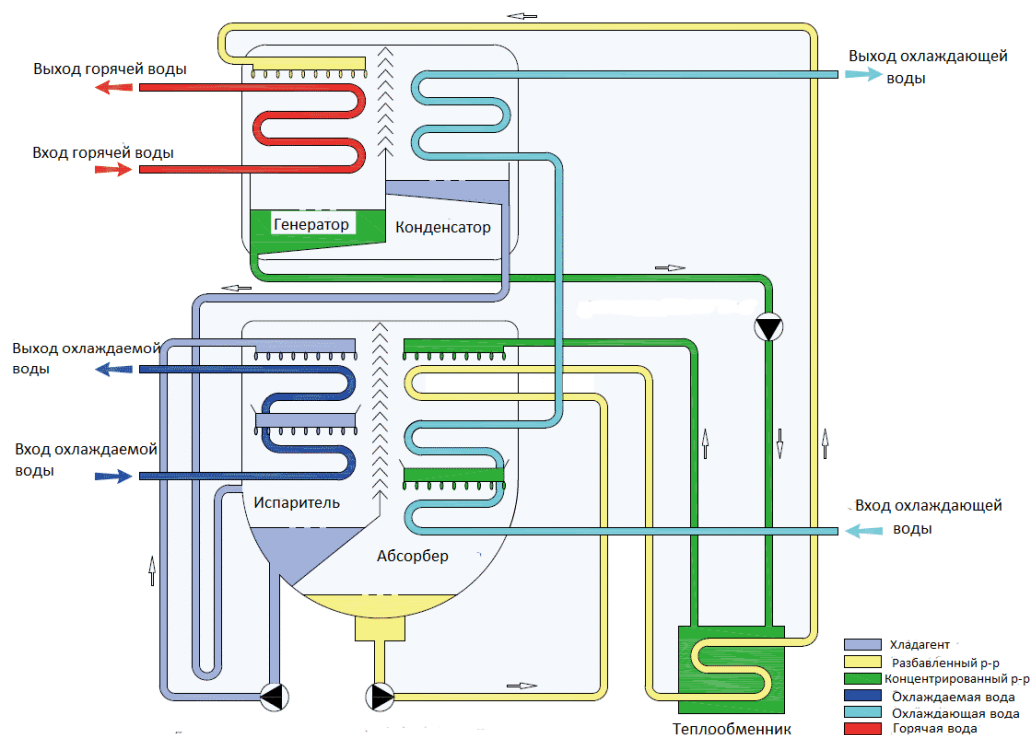 Выход горячей воды
Вход горячей воды
Выход охлаждающей
воды
Генератор
Конденсатор
Выход охлаждаемой
воды
Вход охлаждаемой
воды
Испаритель
Абсорбер
Вход охлаждающей
воды
Теплообменник
Хладагент
Разбавленный р-р
Концентрированный р-р
Охлаждаемая вода
Охлаждающая вода
Горячая вода